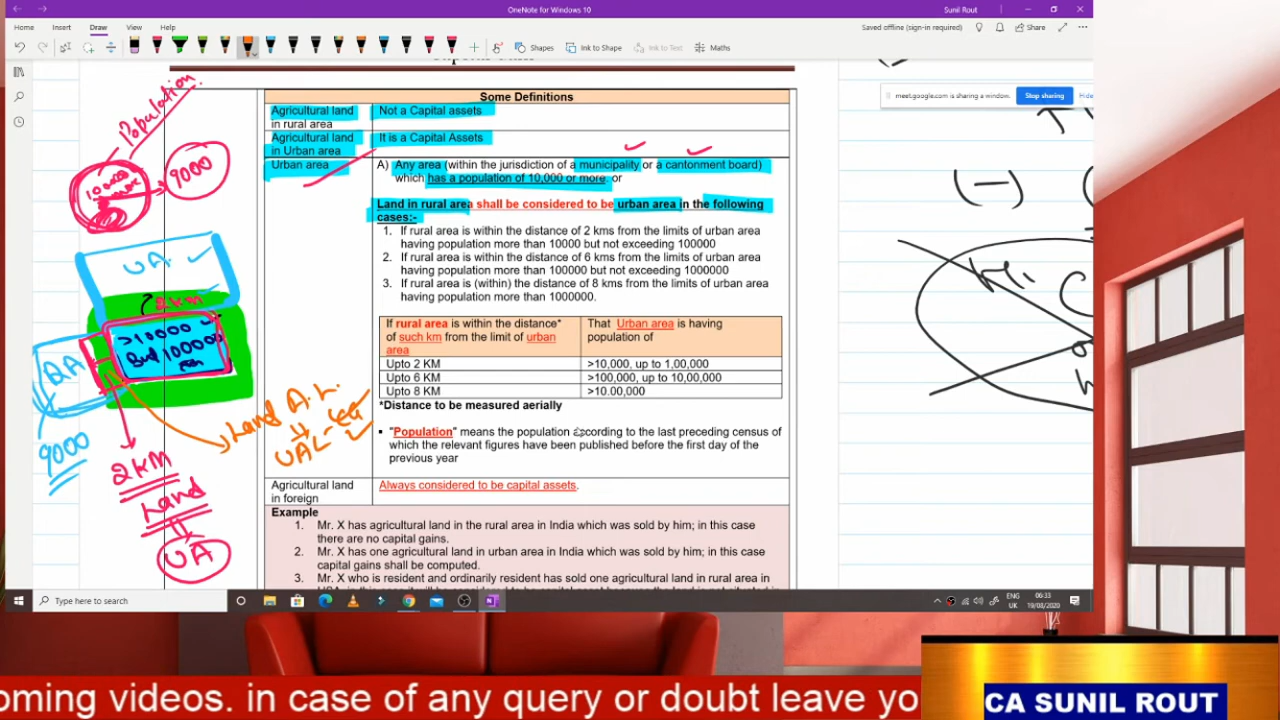 OneNote for Windows 10
Sunil Rout
Home Insert Draw View Help
Saved offline (sign-in required)
Share
Shapes
Ink to Shape
Ink to Text
Maths
Some Definitions
Agricultural land in rural area
Not a Capital assets
Agricultural land in Urban area
It is a Capital Assets
Urban area
A) Any area (within the jurisdiction of a municipality or a cantonment board)
which has a population of 10,000 or more or
Land in rural area shall be considered to be urban area in the following
cases:-
1. If rural area is within the distance of 2 kms from the limits of urban area
having population more than 10000 but not exceeding 100000
2. If rural area is within the distance of 6 kms from the limits of urban area
having population more than 100000 but not exceeding 1000000
3. If rural area is (within) the distance of 8 kms from the limits of urban area
having population more than 1000000.
If rural area is within the distance*
of such km from the limit of urban
area
That Urban area is having
population of
Upto 2 KM >10,000, up to 1,00,000
Upto 6 KM >100,000, up to 10,00,000
Upto 8 KM >10.00,000
*Distance to be measured aerially
▪ "Population" means the population according to the last preceding census of
which the relevant figures have been published before the first day of the
previous year
Agricultural land
in foreign
Always considered to be capital assets.
Example
1. Mr. X has agricultural land in the rural area in India which was sold by him; in this case
there are no capital gains.
2. Mr. X has one agricultural land in urban area in India which was sold by him; in this case
capital gains shall be computed.
3. Mr. X who is resident and ordinarily resident has sold one agricultural land in rural area in
Population
9000
UA
2km
>10000
But 100000
RA
9000
2km
Land
UA
Land A.L.
UAL
meet.google.com is sharing a window.
Stop sharing
Hide
(-)
Type here to search
ENG
UK
06:33
19/08/2020
oming videos. in case of any query or doubt leave yo
CA SUNIL ROUT